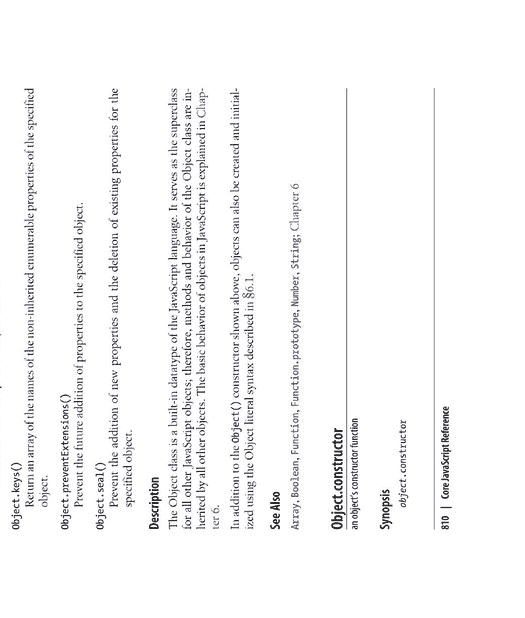 Object.keys()
Return an array of the names of the non-inherited enumerable properties of the specified
object.
Object.preventExtensions()
Prevent the future addition of properties to the specified object.
Object.seal()
Prevent the addition of new properties and the deletion of existing properties for the
specified object.
Description
The Object class is a built-in datatype of the JavaScript language. It serves as the superclass
for all other JavaScript objects; therefore, methods and behavior of the Object class are in-
herited by all other objects. The basic behavior of objects in JavaScript is explained in Chap-
ter 6.
In addition to the Object() constructor shown above, objects can also be created and initial-
ized using the Object literal syntax described in §6.1.
See Also
Array, Boolean, Function, Function.prototype, Number, String; Chapter 6
Object.constructor
an object's constructor function
Synopsis
object.constructor
810 | Core JavaScript Reference